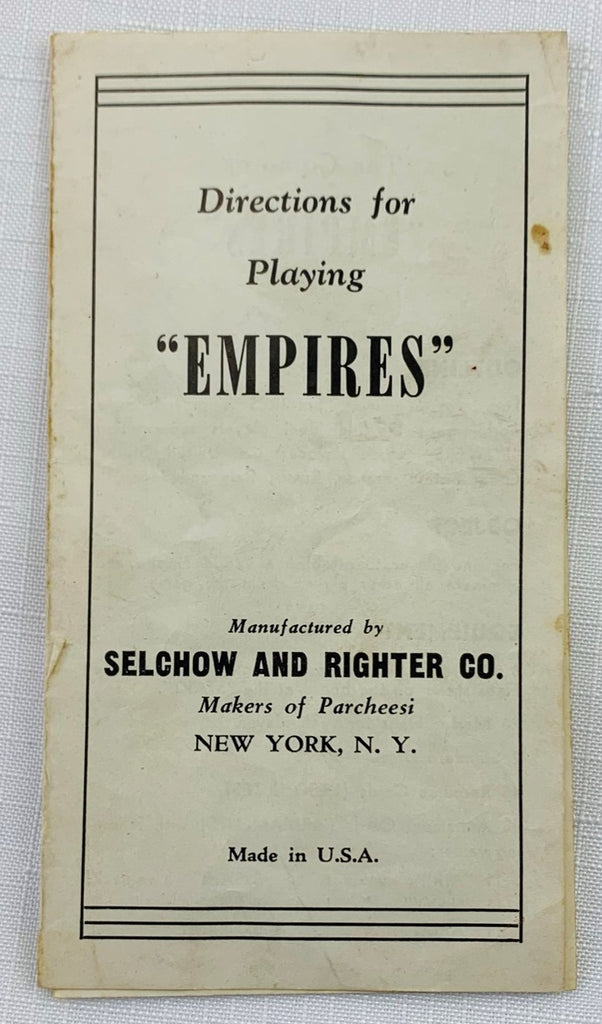 Directions for
Playing
“EMPIRES”
Manufactured by
SELCHOW AND RIGHTER CO.
Makers of Parcheesi
NEW YORK, N. Y.
Made in U.S.A.